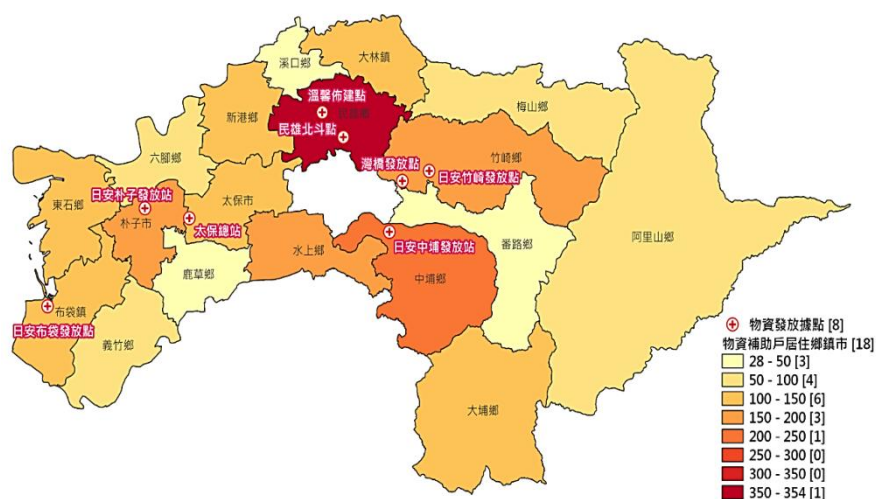 大林鎮
溪口鄉
溫馨佈建點
民雄鄉
梅山鄉
新港鄉
民雄北斗點
六腳鄉
竹崎鄉
灣橋發放點
日安竹崎發放點
日安朴子發放站
東石鄉
太保市
朴子市
太保總站
阿里山鄉
番路鄉
日安中埔發放站
水上鄉
鹿草鄉
中埔鄉
布袋鎮
日安布袋發放點
義竹鄉
大埔鄉
物資發放據點 [8]
物資補助戶居住鄉鎮市 [18]
28 - 50 [3]
50 - 100 [4]
100 - 150 [6]
150 - 200 [3]
200 - 250 [1]
250 - 300 [0]
300 - 350 [0]
350 - 354 [1]